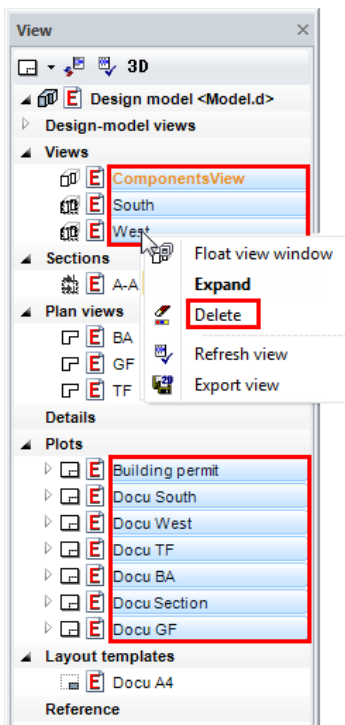 View
3D
E Design model <Model.d>
Design-model views
Views
E ComponentsView
E South
E West
Float view window
Sections
Expand
E A-A
Delete
Plan views
E BA
Refresh view
E GF
Export view
E TF
Details
Plots
E Building permit
E Docu South
E Docu West
E Docu TF
E Docu BA
E Docu Section
E Docu GF
Layout templates
E Docu A4
Reference